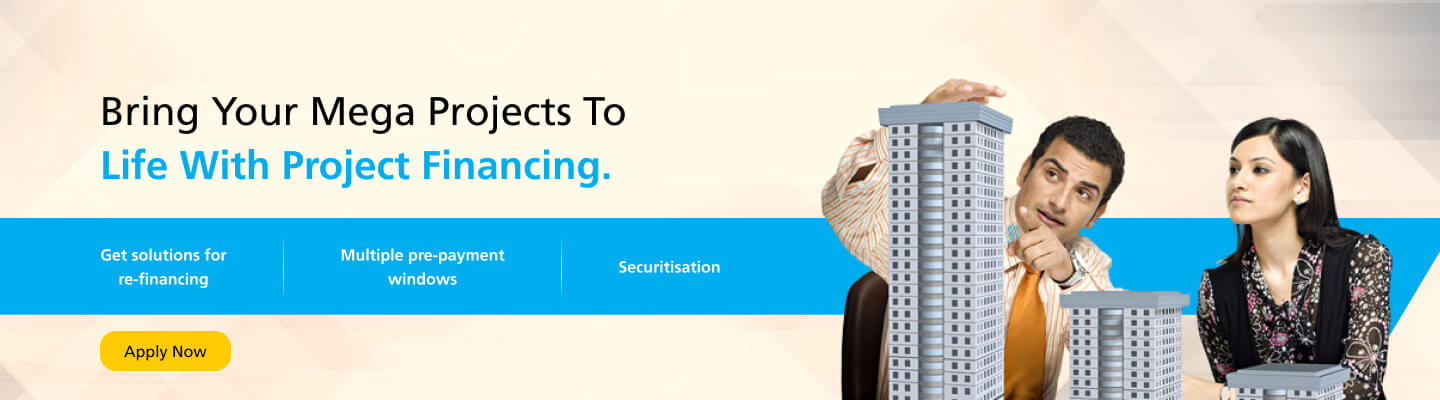 Bring Your Mega Projects To
Life With Project Financing.
Get solutions for
re-financing
Multiple pre-payment
windows
Securitisation
Apply Now